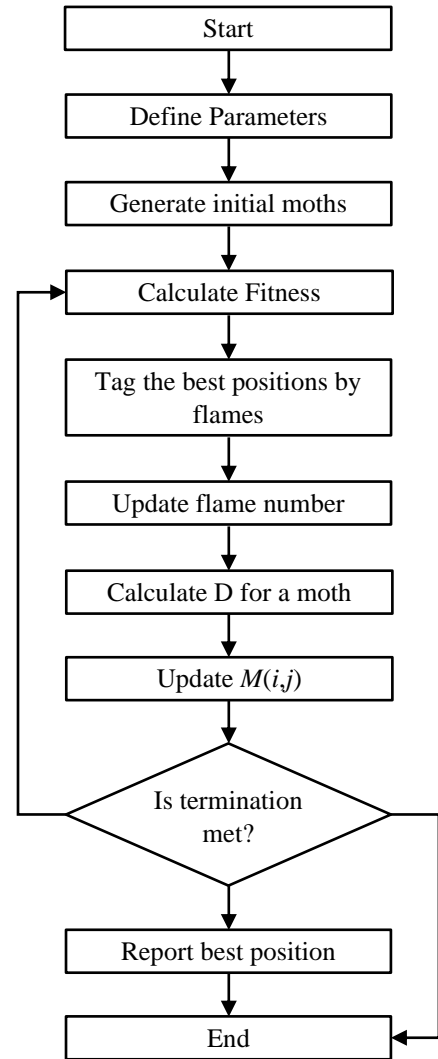 Start
Define Parameters
Generate initial moths
Calculate Fitness
Tag the best positions by
flames
Update flame number
Calculate D for a moth
Update M(i,j)
Is termination
met?
Report best position
End